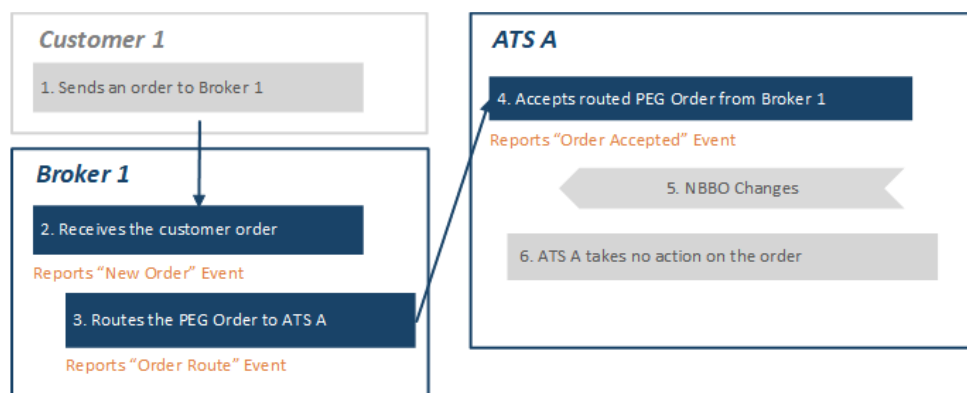 Customer 1
1. Sends an order to Broker 1
Broker 1
2. Receives the customer order
Reports “New Order” Event
3. Routes the PEG Order to ATS A
Reports “Order Route” Event
ATS A
4. Accepts routed PEG Order from Broker 1
Reports “Order Accepted” Event
5. NBBO Changes
6. ATS A takes no action on the order